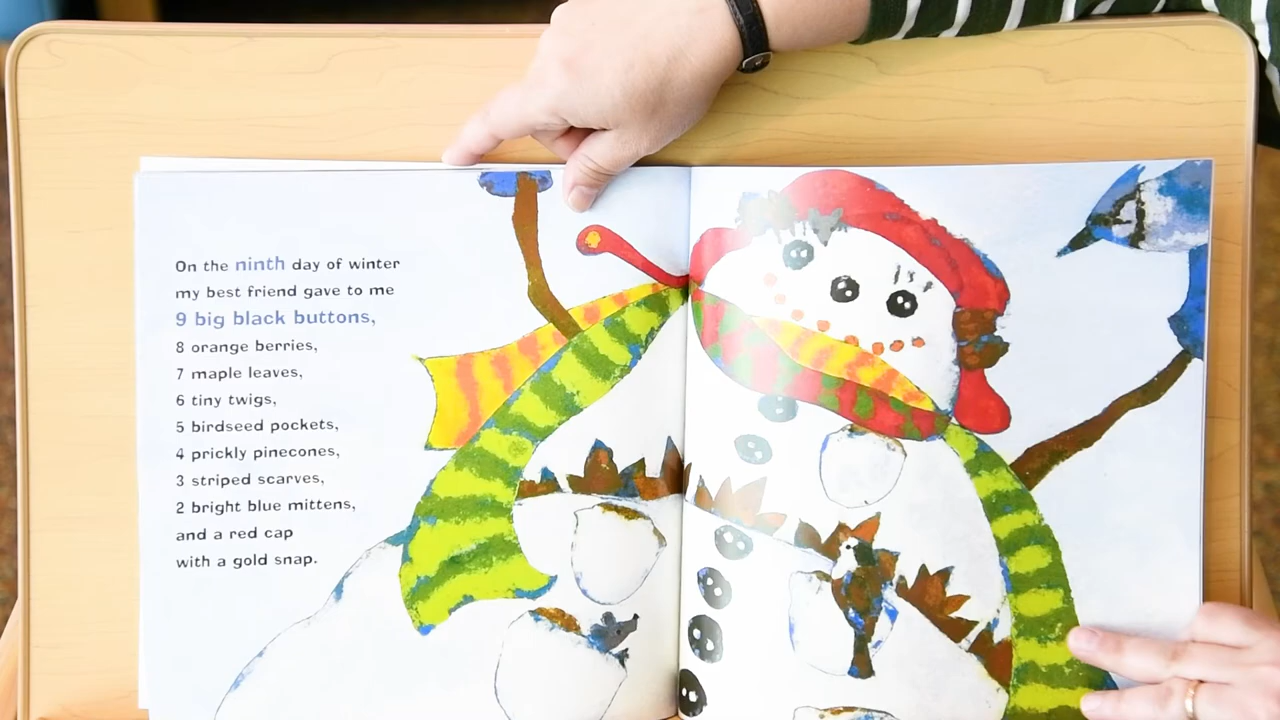 On the ninth day of winter
my best friend gave to me
9 big black buttons,
8 orange berries,
7 maple leaves,
6 tiny twigs,
5 birdseed pockets,
4 prickly pinecones,
3 striped scarves,
2 bright blue mittens,
and a red cap
with a gold snap.